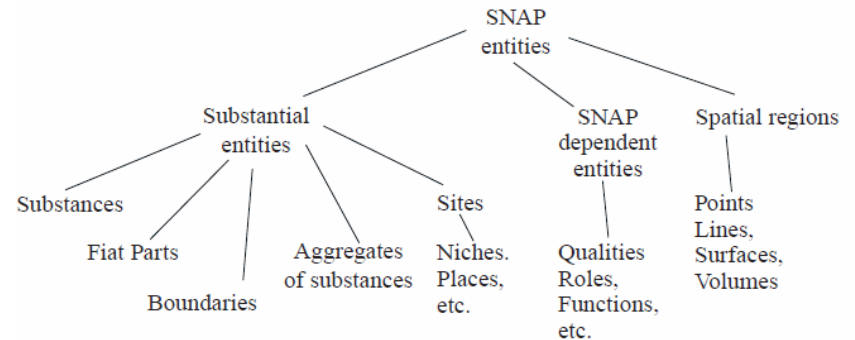 SNAP
entities
Substantial
entities
SNAP
dependent
entities
Spatial regions
Substances
Fiat Parts
Boundaries
Aggregates
of substances
Sites
Niches.
Places,
etc.
Qualities
Roles,
Functions,
etc.
Points
Lines,
Surfaces,
Volumes